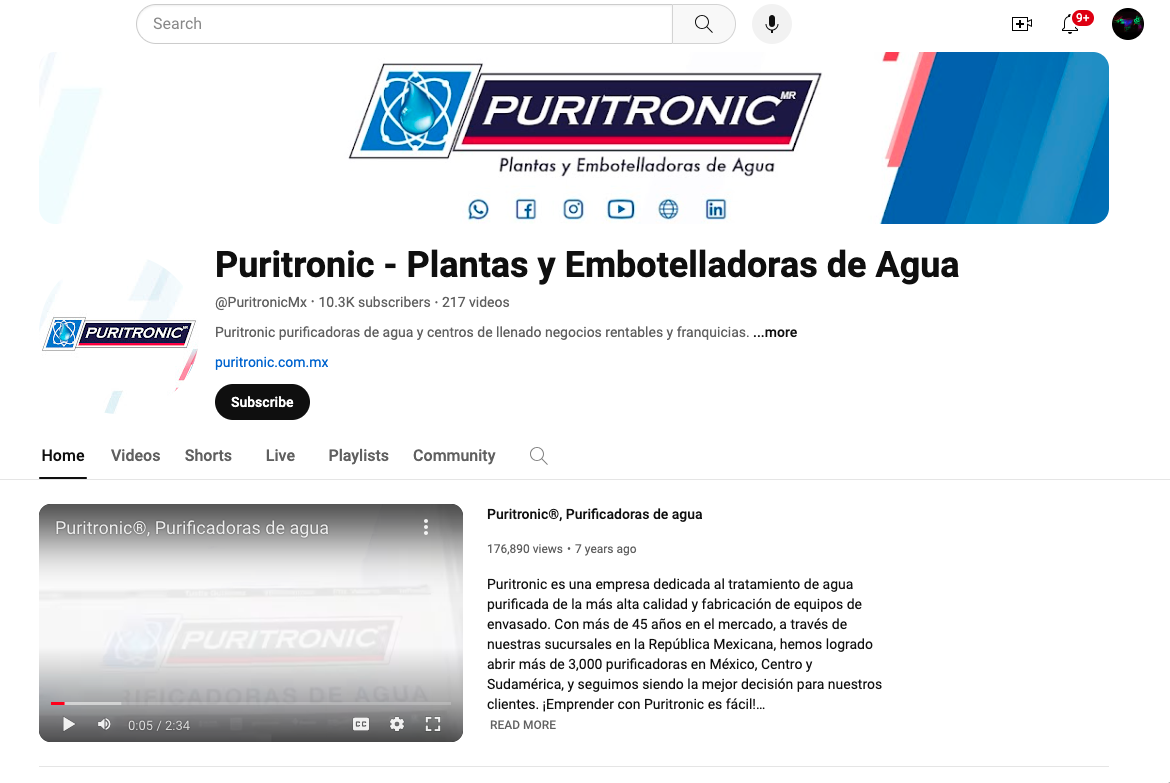 Search
9+
PURITRONIC MR
Plantas y Embotelladoras de Agua
Puritronic - Plantas y Embotelladoras de Agua
@PuritronicMx · 10.3K subscribers · 217 videos
Puritronic purificadoras de agua y centros de llenado negocios rentables y franquicias. ...more
PURITRONIC
puritronic.com.mx
Subscribe
Home Videos Shorts Live Playlists Community
Puritronic®, Purificadoras de agua
PURITRONIC
RIFICADORAS DE AGUA
0:05 / 2:34
CC
Puritronic®, Purificadoras de agua
176,890 views • 7 years ago
Puritronic es una empresa dedicada al tratamiento de agua
purificada de la más alta calidad y fabricación de equipos de
envasado. Con más de 45 años en el mercado, a través de
nuestras sucursales en la República Mexicana, hemos logrado
abrir más de 3,000 purificadoras en México, Centro y
Sudamérica, y seguimos siendo la mejor decisión para nuestros
clientes. ¡Emprender con Puritronic es fácil!…
READ MORE